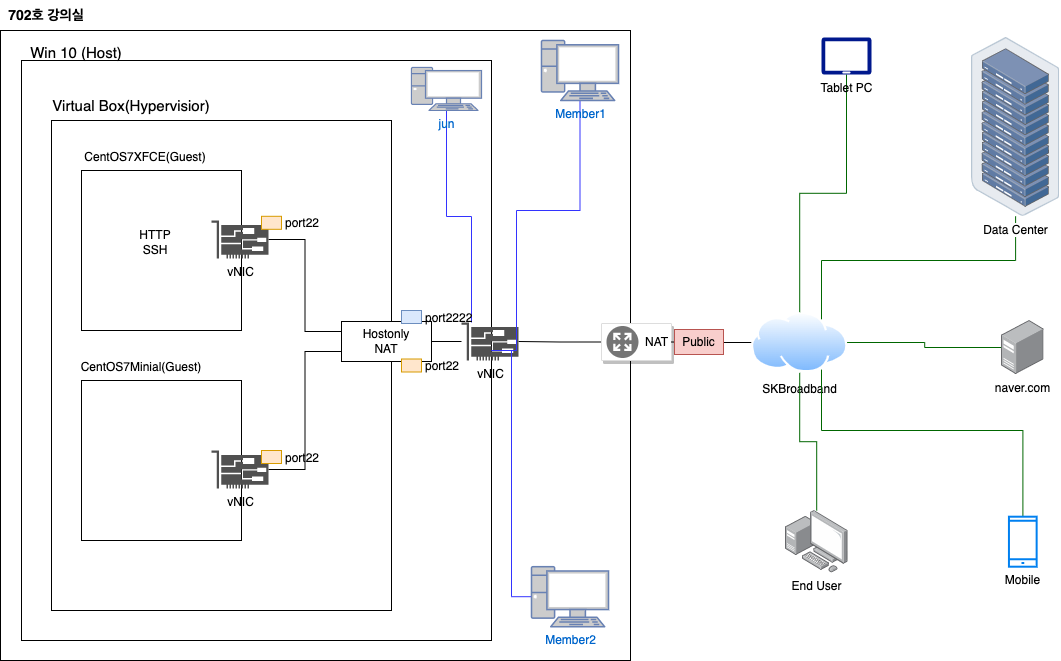 702호 강의실
Win 10 (Host)
Virtual Box(Hypervisior)
jun
Member1
CentOS7XFCE(Guest)
HTTP
SSH
port22
vNIC
Hostonly
NAT
port2222
port22
vNIC
CentOS7Minial(Guest)
port22
vNIC
Member2
NAT
Public
SKBroadband
Tablet PC
Data Center
naver.com
End User
Mobile